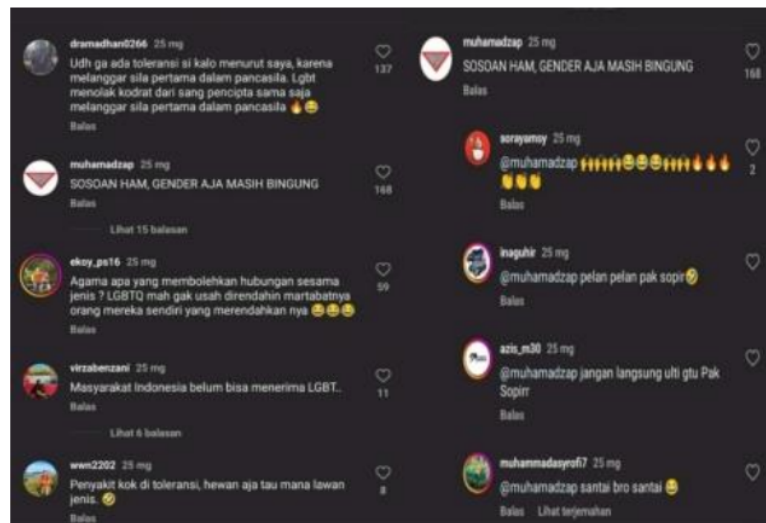 dramadhan0266 25 mg
Udh ga ada toleransi si kalo menurut saya, karena
melanggar sila pertama dalam pancasila. Lgbt
menolak kodrat dari sang pencipta sama saja
melanggar sila pertama dalam pancasila 🔥😂
Balas
137
muhamadzap 25 mg
SOSOAN HAM, GENDER AJA MASIH BINGUNG
Balas
168
Lihat 15 balasan
ekoy_ps16 25 mg
Agama apa yang membolehkan hubungan sesama
jenis ? LGBTQ mah gak usah direndahin martabatnya
orang mereka sendiri yang merendahkan nya 😂😂😂
Balas
59
virzabenzani 25 mg
Masyarakat Indonesia belum bisa menerima LGBT..
Balas
11
Lihat 6 balasan
wwn2202 25 mg
Penyakit kok di toleransi, hewan aja tau mana lawan
jenis. 🤣
Balas
8
muhamadzap 25 mg
SOSOAN HAM, GENDER AJA MASIH BINGUNG
Balas
168
sorayamsy 25 mg
@muhamadzap 🙌🙌🙌😂😂😂🙌🙌🔥🔥🔥
👏👏👏
Balas
2
inaguhir 25 mg
@muhamadzap pelan pelan pak sopir🤣
Balas
azis_m30 25 mg
@muhamadzap jangan langsung ulti gtu Pak
Sopirr
Balas
muhammadasyrofi7 25 mg
@muhamadzap santai bro santai 😂
Balas Lihat terjemahan